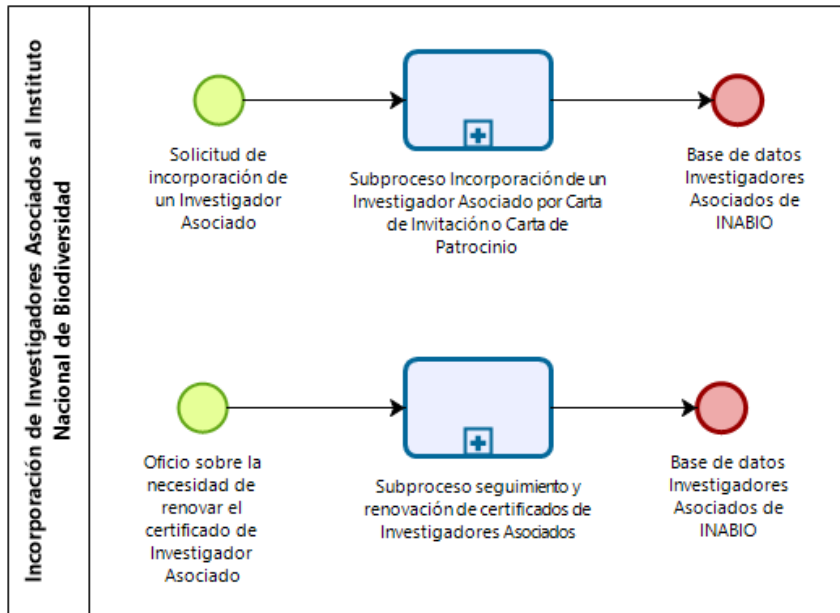 Incorporación de Investigadores Asociados al Instituto
Nacional de Biodiversidad
Solicitud de
incorporación de
un Investigador
Asociado
Subproceso Incorporación de un
Investigador Asociado por Carta
de Invitación o Carta de
Patrocinio
Base de datos
Investigadores
Asociados de
INABIO
Oficio sobre la
necesidad de
renovar el
certificado de
Investigador
Asociado
Subproceso seguimiento y
renovación de certificados de
Investigadores Asociados
Base de datos
Investigadores
Asociados de
INABIO